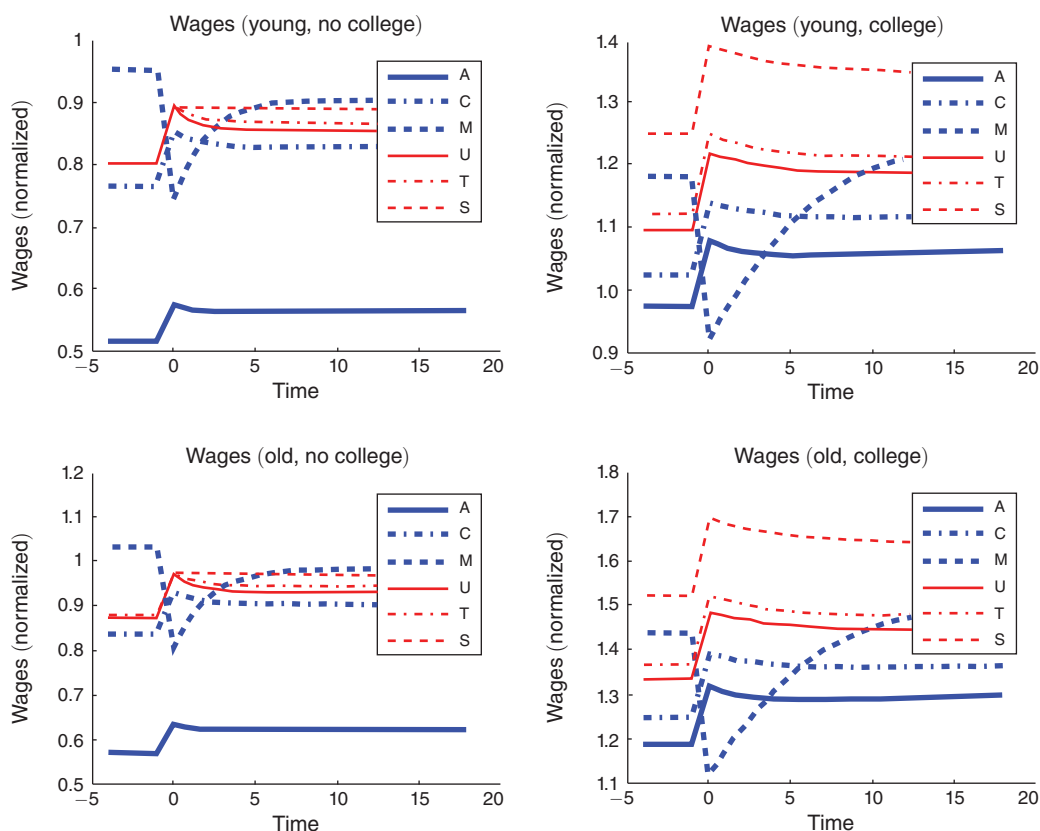 Wages (young, no college)
Wages (normalized)
1
0.9
0.8
0.7
0.6
0.5
−5
0
5
10
15
20
Time
A
C
M
U
T
S
Wages (young, college)
Wages (normalized)
1.4
1.3
1.2
1.1
1.0
0.9
−5
0
5
10
15
20
Time
A
C
M
U
T
S
Wages (old, no college)
Wages (normalized)
1.2
1.1
1
0.9
0.8
0.7
0.6
0.5
−5
0
5
10
15
20
Time
A
C
M
U
T
S
Wages (old, college)
Wages (normalized)
1.8
1.7
1.6
1.5
1.4
1.3
1.2
1.1
−5
0
5
10
15
20
Time
A
C
M
U
T
S